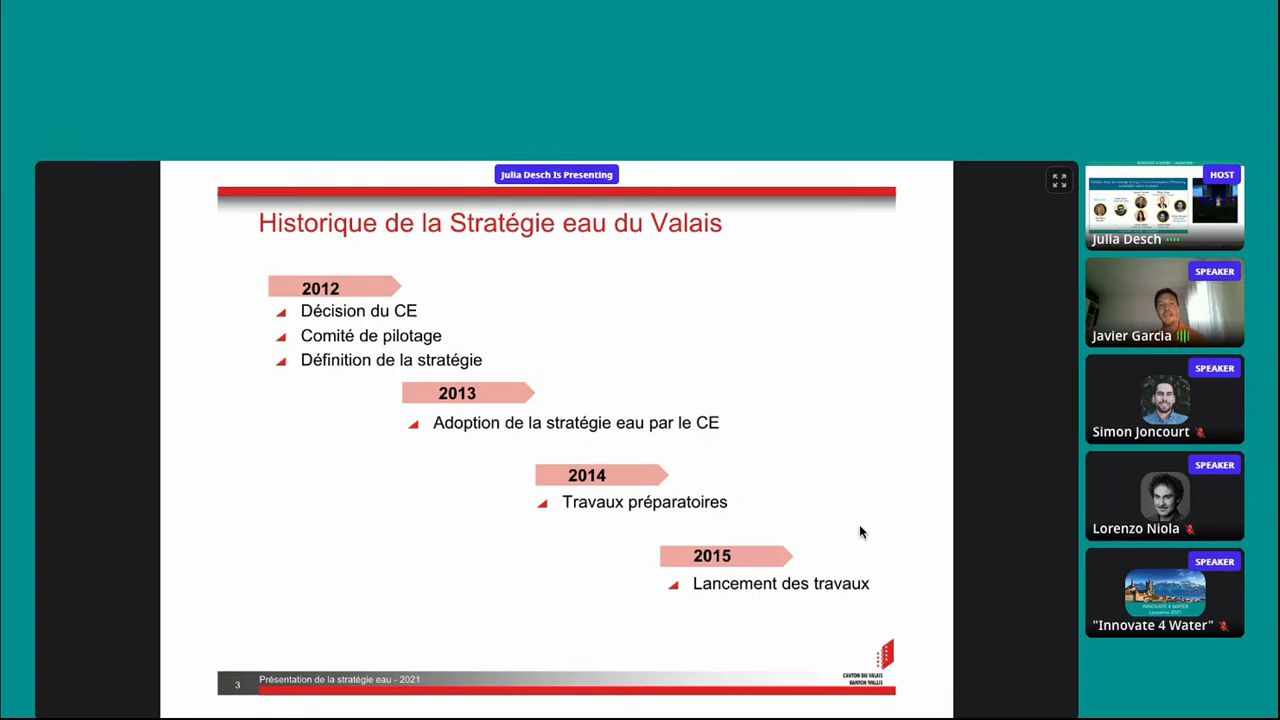 Julia Desch Is Presenting
Historique de la Stratégie eau du Valais
2012
Décision du CE
Comité de pilotage
Définition de la stratégie
2013
Adoption de la stratégie eau par le CE
2014
Travaux préparatoires
2015
Lancement des travaux
3
Présentation de la stratégie eau - 2021
CANTON DU VALAIS
KANTON WALLIS
HOST
Julia Desch
SPEAKER
Javier Garcia
SPEAKER
Simon Joncourt
SPEAKER
Lorenzo Niola
SPEAKER
INNOVATE 4 WATER
Lausanne 2021
"Innovate 4 Water"